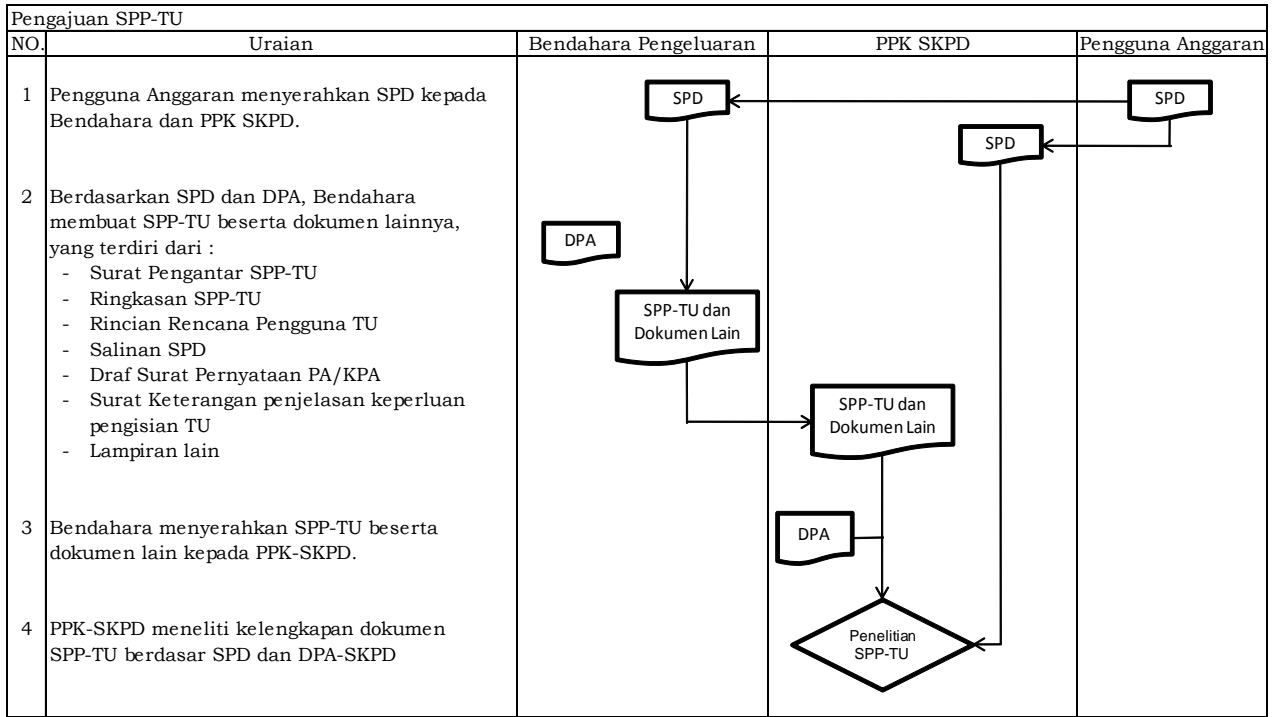 Pengajuan SPP-TU
NO. Uraian Bendahara Pengeluaran PPK SKPD Pengguna Anggaran
1 Pengguna Anggaran menyerahkan SPD kepada
Bendahara dan PPK SKPD.
SPD
SPD
SPD
2 Berdasarkan SPD dan DPA, Bendahara
membuat SPP-TU beserta dokumen lainnya,
yang terdiri dari :
- Surat Pengantar SPP-TU
- Ringkasan SPP-TU
- Rincian Rencana Pengguna TU
- Salinan SPD
- Draf Surat Pernyataan PA/KPA
- Surat Keterangan penjelasan keperluan
pengisian TU
- Lampiran lain
DPA
SPP-TU dan
Dokumen Lain
SPP-TU dan
Dokumen Lain
3 Bendahara menyerahkan SPP-TU beserta
dokumen lain kepada PPK-SKPD.
DPA
4 PPK-SKPD meneliti kelengkapan dokumen
SPP-TU berdasar SPD dan DPA-SKPD
Penelitian
SPP-TU